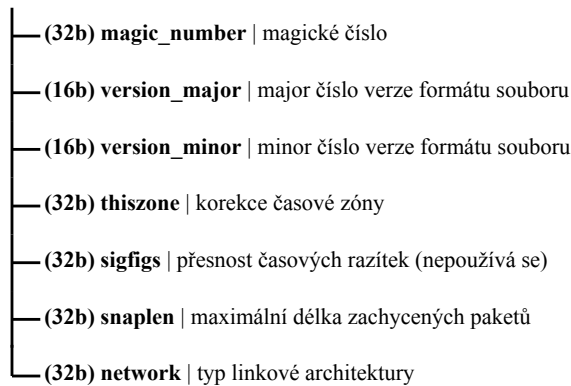 (32b) magic_number | magické číslo
(16b) version_major | major číslo verze formátu souboru
(16b) version_minor | minor číslo verze formátu souboru
(32b) thiszone | korekce časové zóny
(32b) sigfigs | přesnost časových razítek (nepoužívá se)
(32b) snaplen | maximální délka zachycených paketů
(32b) network | typ linkové architektury